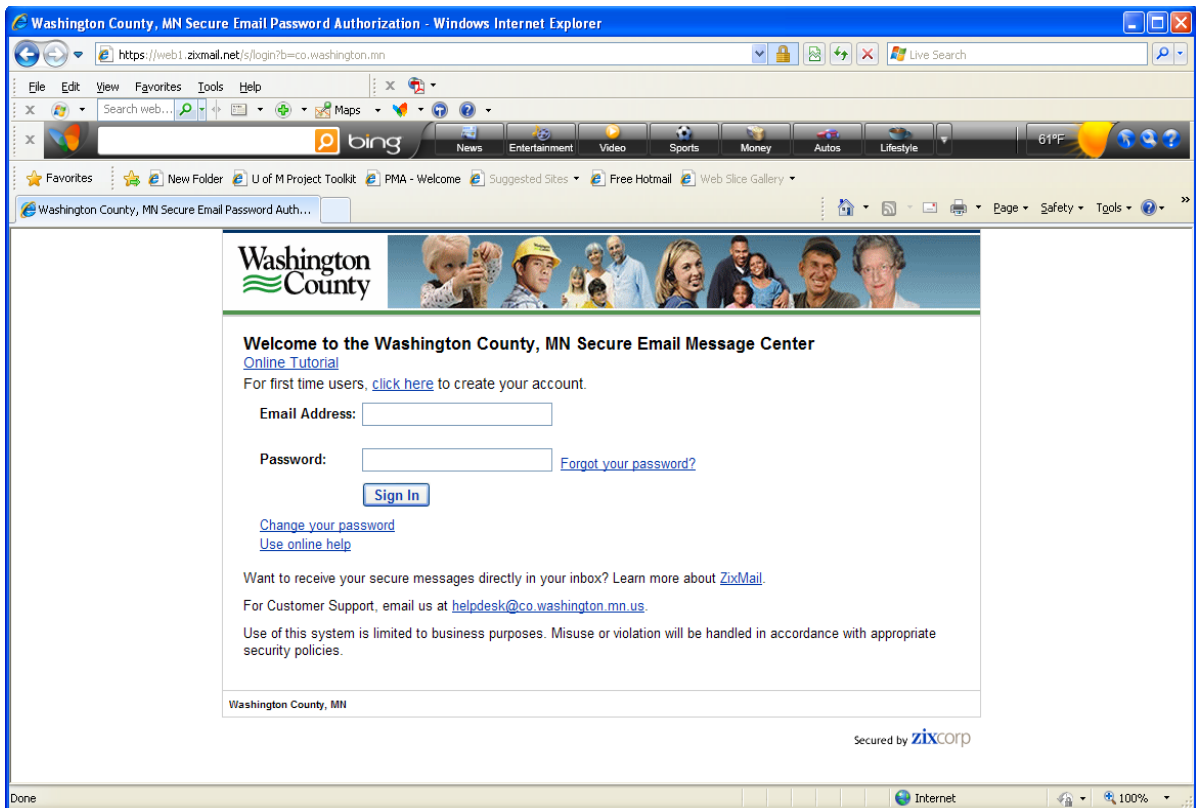 Washington County, MN Secure Email Password Authorization - Windows Internet Explorer
https://web1.zixmail.net/s/login?b=co.washington.mn
Live Search
File Edit View Favorites Tools Help
Search web...
Maps
bing
News Entertainment Video Sports Money Autos Lifestyle
61°F
Favorites New Folder U of M Project Toolkit PMA - Welcome Suggested Sites Free Hotmail Web Slice Gallery
Washington County, MN Secure Email Password Auth...
Page Safety Tools
Washington
County
Welcome to the Washington County, MN Secure Email Message Center
Online Tutorial
For first time users, click here to create your account.
Email Address:
Password:
Forgot your password?
Sign In
Change your password
Use online help
Want to receive your secure messages directly in your inbox? Learn more about ZixMail.
For Customer Support, email us at helpdesk@co.washington.mn.us.
Use of this system is limited to business purposes. Misuse or violation will be handled in accordance with appropriate
security policies.
Washington County, MN
Secured by zixcorp
Done
Internet
100%